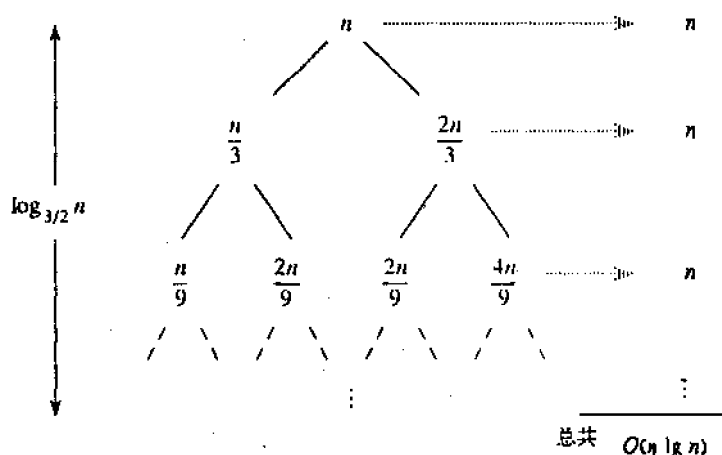 n n
n/3 2n/3 n
log_{3/2} n
n/9 2n/9 2n/9 4n/9 n
⋮ ⋮
总共 O(n lg n)